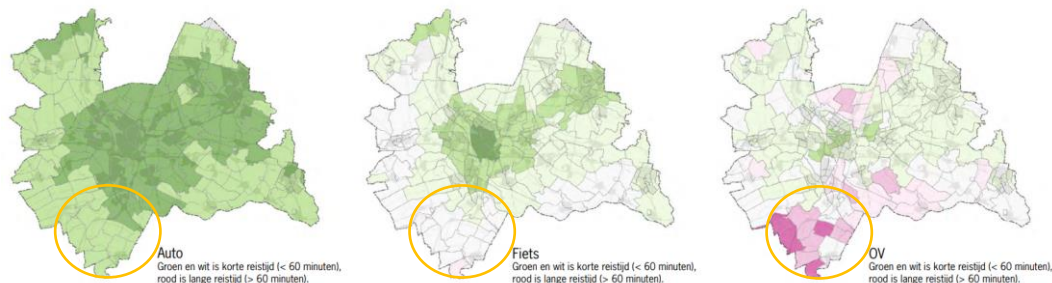 Auto
Groen en wit is korte reistijd (< 60 minuten),
rood is lange reistijd (> 60 minuten).
Fiets
Groen en wit is korte reistijd (< 60 minuten),
rood is lange reistijd (> 60 minuten).
OV
Groen en wit is korte reistijd (< 60 minuten),
rood is lange reistijd (> 60 minuten).